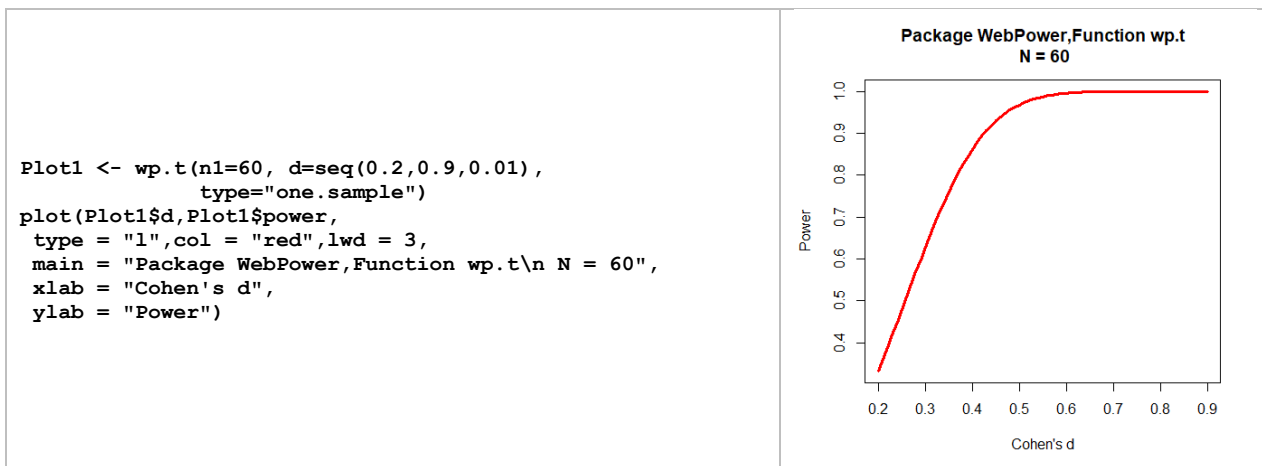 Plot1 <- wp.t(n1=60, d=seq(0.2,0.9,0.01),
type="one.sample")
plot(Plot1$d,Plot1$power,
type = "l",col = "red",lwd = 3,
main = "Package WebPower,Function wp.t\n N = 60",
xlab = "Cohen's d",
ylab = "Power")
Package WebPower,Function wp.t
N = 60
Power
1.0
0.9
0.8
0.7
0.6
0.5
0.4
0.2 0.3 0.4 0.5 0.6 0.7 0.8 0.9
Cohen's d